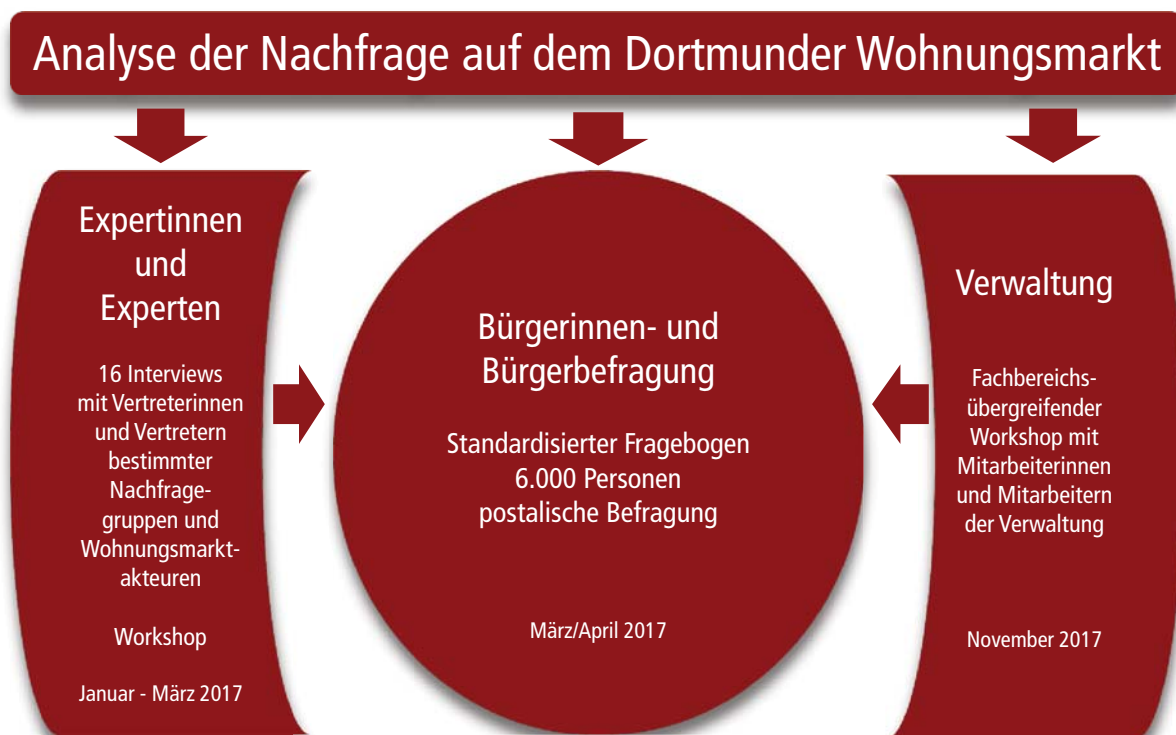 Analyse der Nachfrage auf dem Dortmunder Wohnungsmarkt
Expertinnen
und
Experten
16 Interviews
mit Vertreterinnen
und Vertretern
bestimmter
Nachfrage-
gruppen und
Wohnungsmarkt-
akteuren
Workshop
Januar - März 2017
Bürgerinnen- und
Bürgerbefragung
Standardisierter Fragebogen
6.000 Personen
postalische Befragung
März/April 2017
Verwaltung
Fachbereichs-
übergreifender
Workshop mit
Mitarbeiterinnen
und Mitarbeitern
der Verwaltung
November 2017